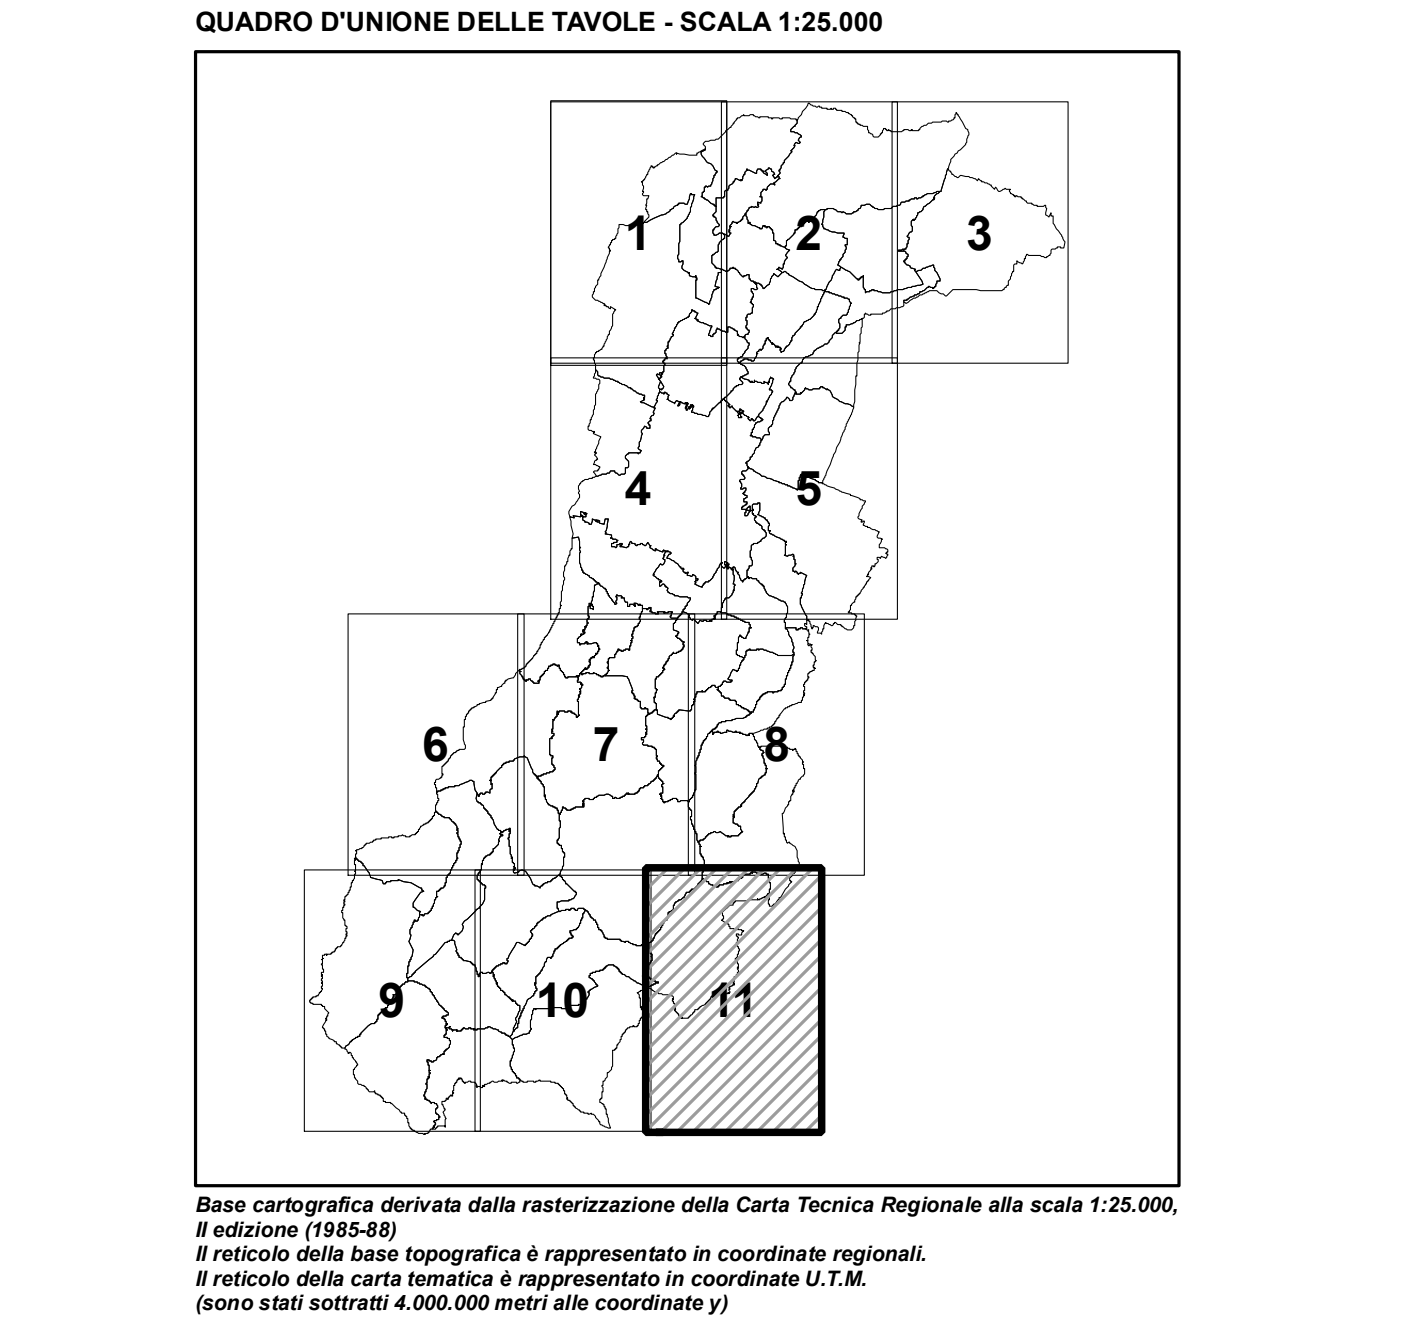 QUADRO D'UNIONE DELLE TAVOLE - SCALA 1:25.000
1
2
3
4
5
6
7
8
9
10
11
Base cartografica derivata dalla rasterizzazione della Carta Tecnica Regionale alla scala 1:25.000,
II edizione (1985-88)
Il reticolo della base topografica è rappresentato in coordinate regionali.
Il reticolo della carta tematica è rappresentato in coordinate U.T.M.
(sono stati sottratti 4.000.000 metri alle coordinate y)